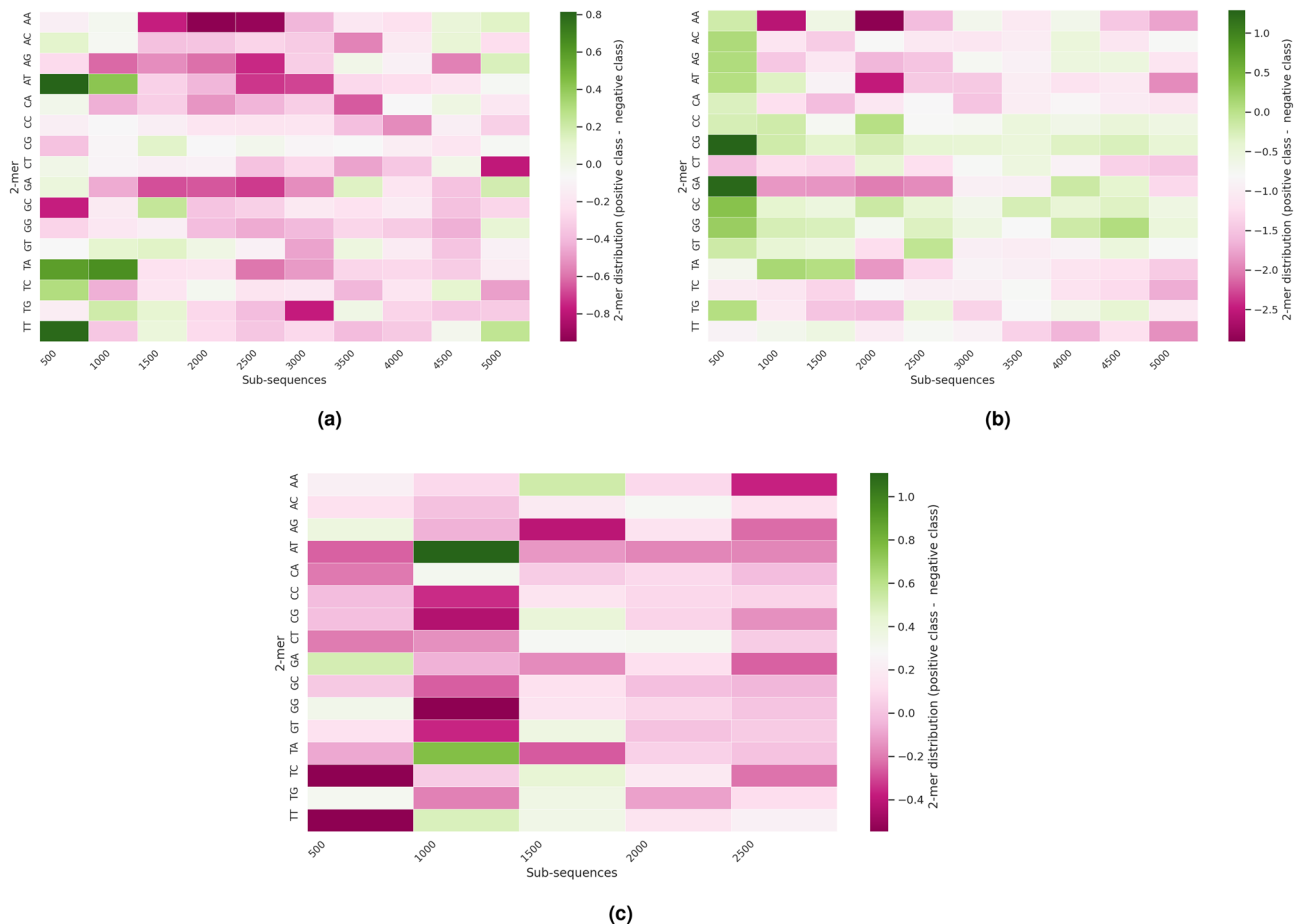 AA
AC
AG
AT
CA
CC
CG
CT
GA
GC
GG
GT
TA
TC
TG
TT
2-mer
500 1000 1500 2000 2500 3000 3500 4000 4500 5000
Sub-sequences
0.8
0.6
0.4
0.2
0.0
−0.2
−0.4
−0.6
−0.8
2-mer distribution (positive class - negative class)
(a)
AA
AC
AG
AT
CA
CC
CG
CT
GA
GC
GG
GT
TA
TC
TG
TT
2-mer
500 1000 1500 2000 2500 3000 3500 4000 4500 5000
Sub-sequences
1.0
0.5
0.0
−0.5
−1.0
−1.5
−2.0
−2.5
2-mer distribution (positive class - negative class)
(b)
AA
AC
AG
AT
CA
CC
CG
CT
GA
GC
GG
GT
TA
TC
TG
TT
2-mer
500 1000 1500 2000 2500
Sub-sequences
1.0
0.8
0.6
0.4
0.2
0.0
−0.2
−0.4
2-mer distribution (positive class - negative class)
(c)